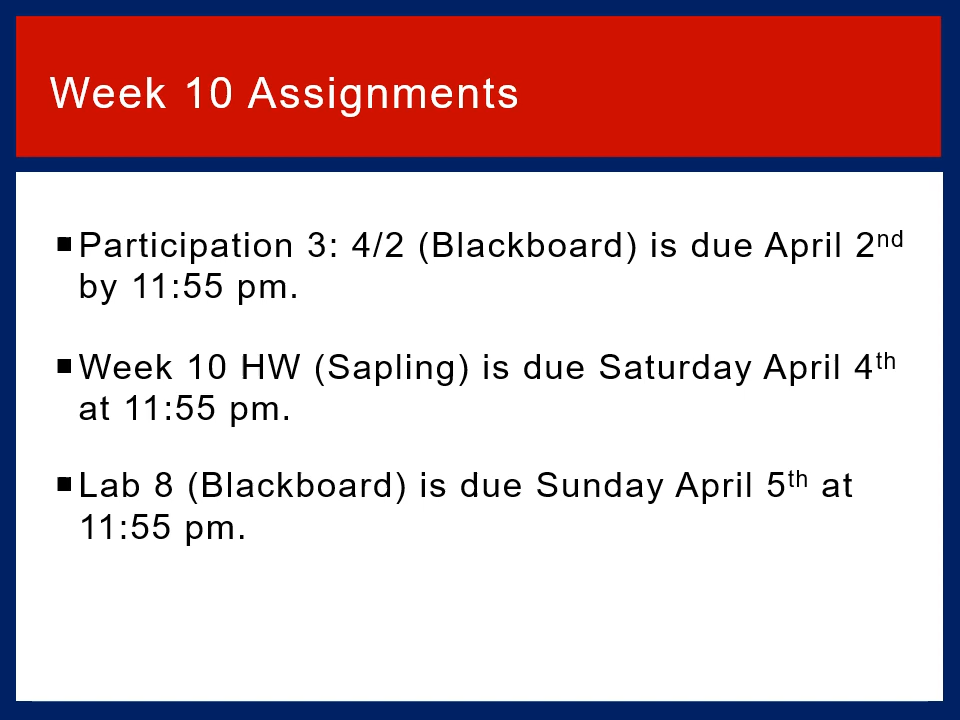 Week 10 Assignments
▪Participation 3: 4/2 (Blackboard) is due April 2nd
by 11:55 pm.
▪Week 10 HW (Sapling) is due Saturday April 4th
at 11:55 pm.
▪Lab 8 (Blackboard) is due Sunday April 5th at
11:55 pm.